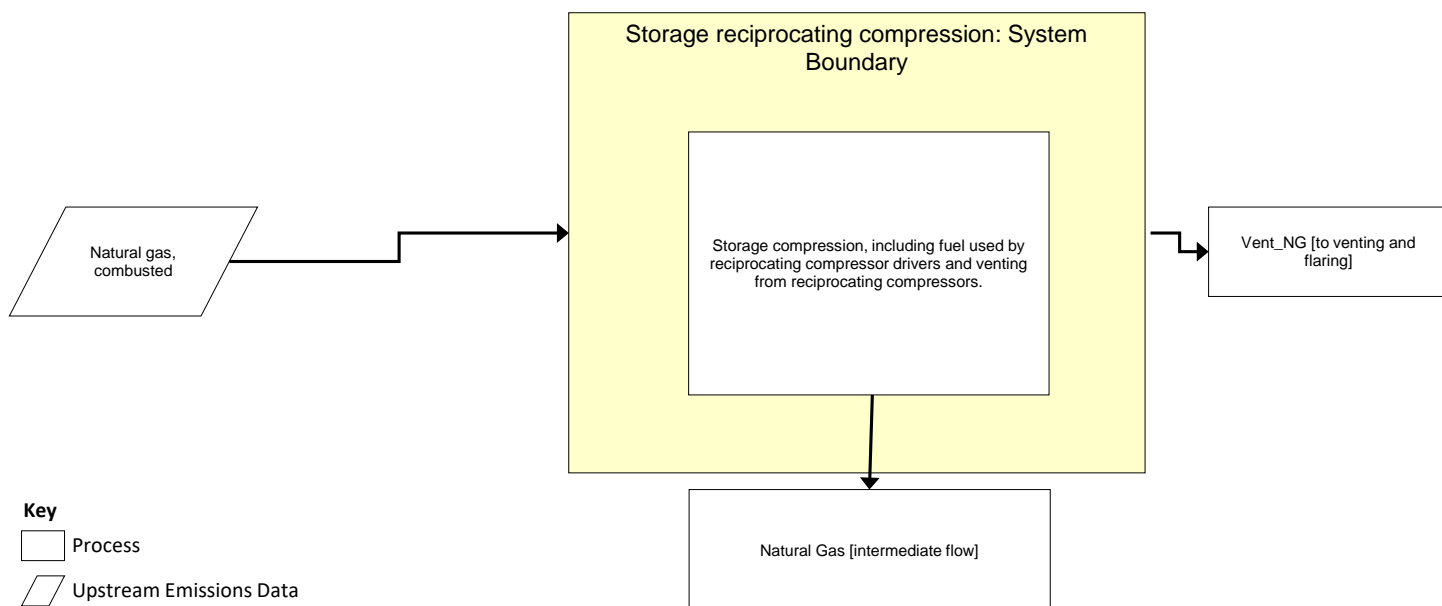 Storage reciprocating compression: System
Boundary
Natural gas,
combusted
Storage compression, including fuel used by
reciprocating compressor drivers and venting
from reciprocating compressors.
Vent_NG [to venting and
flaring]
Natural Gas [intermediate flow]
Key
Process
Upstream Emissions Data